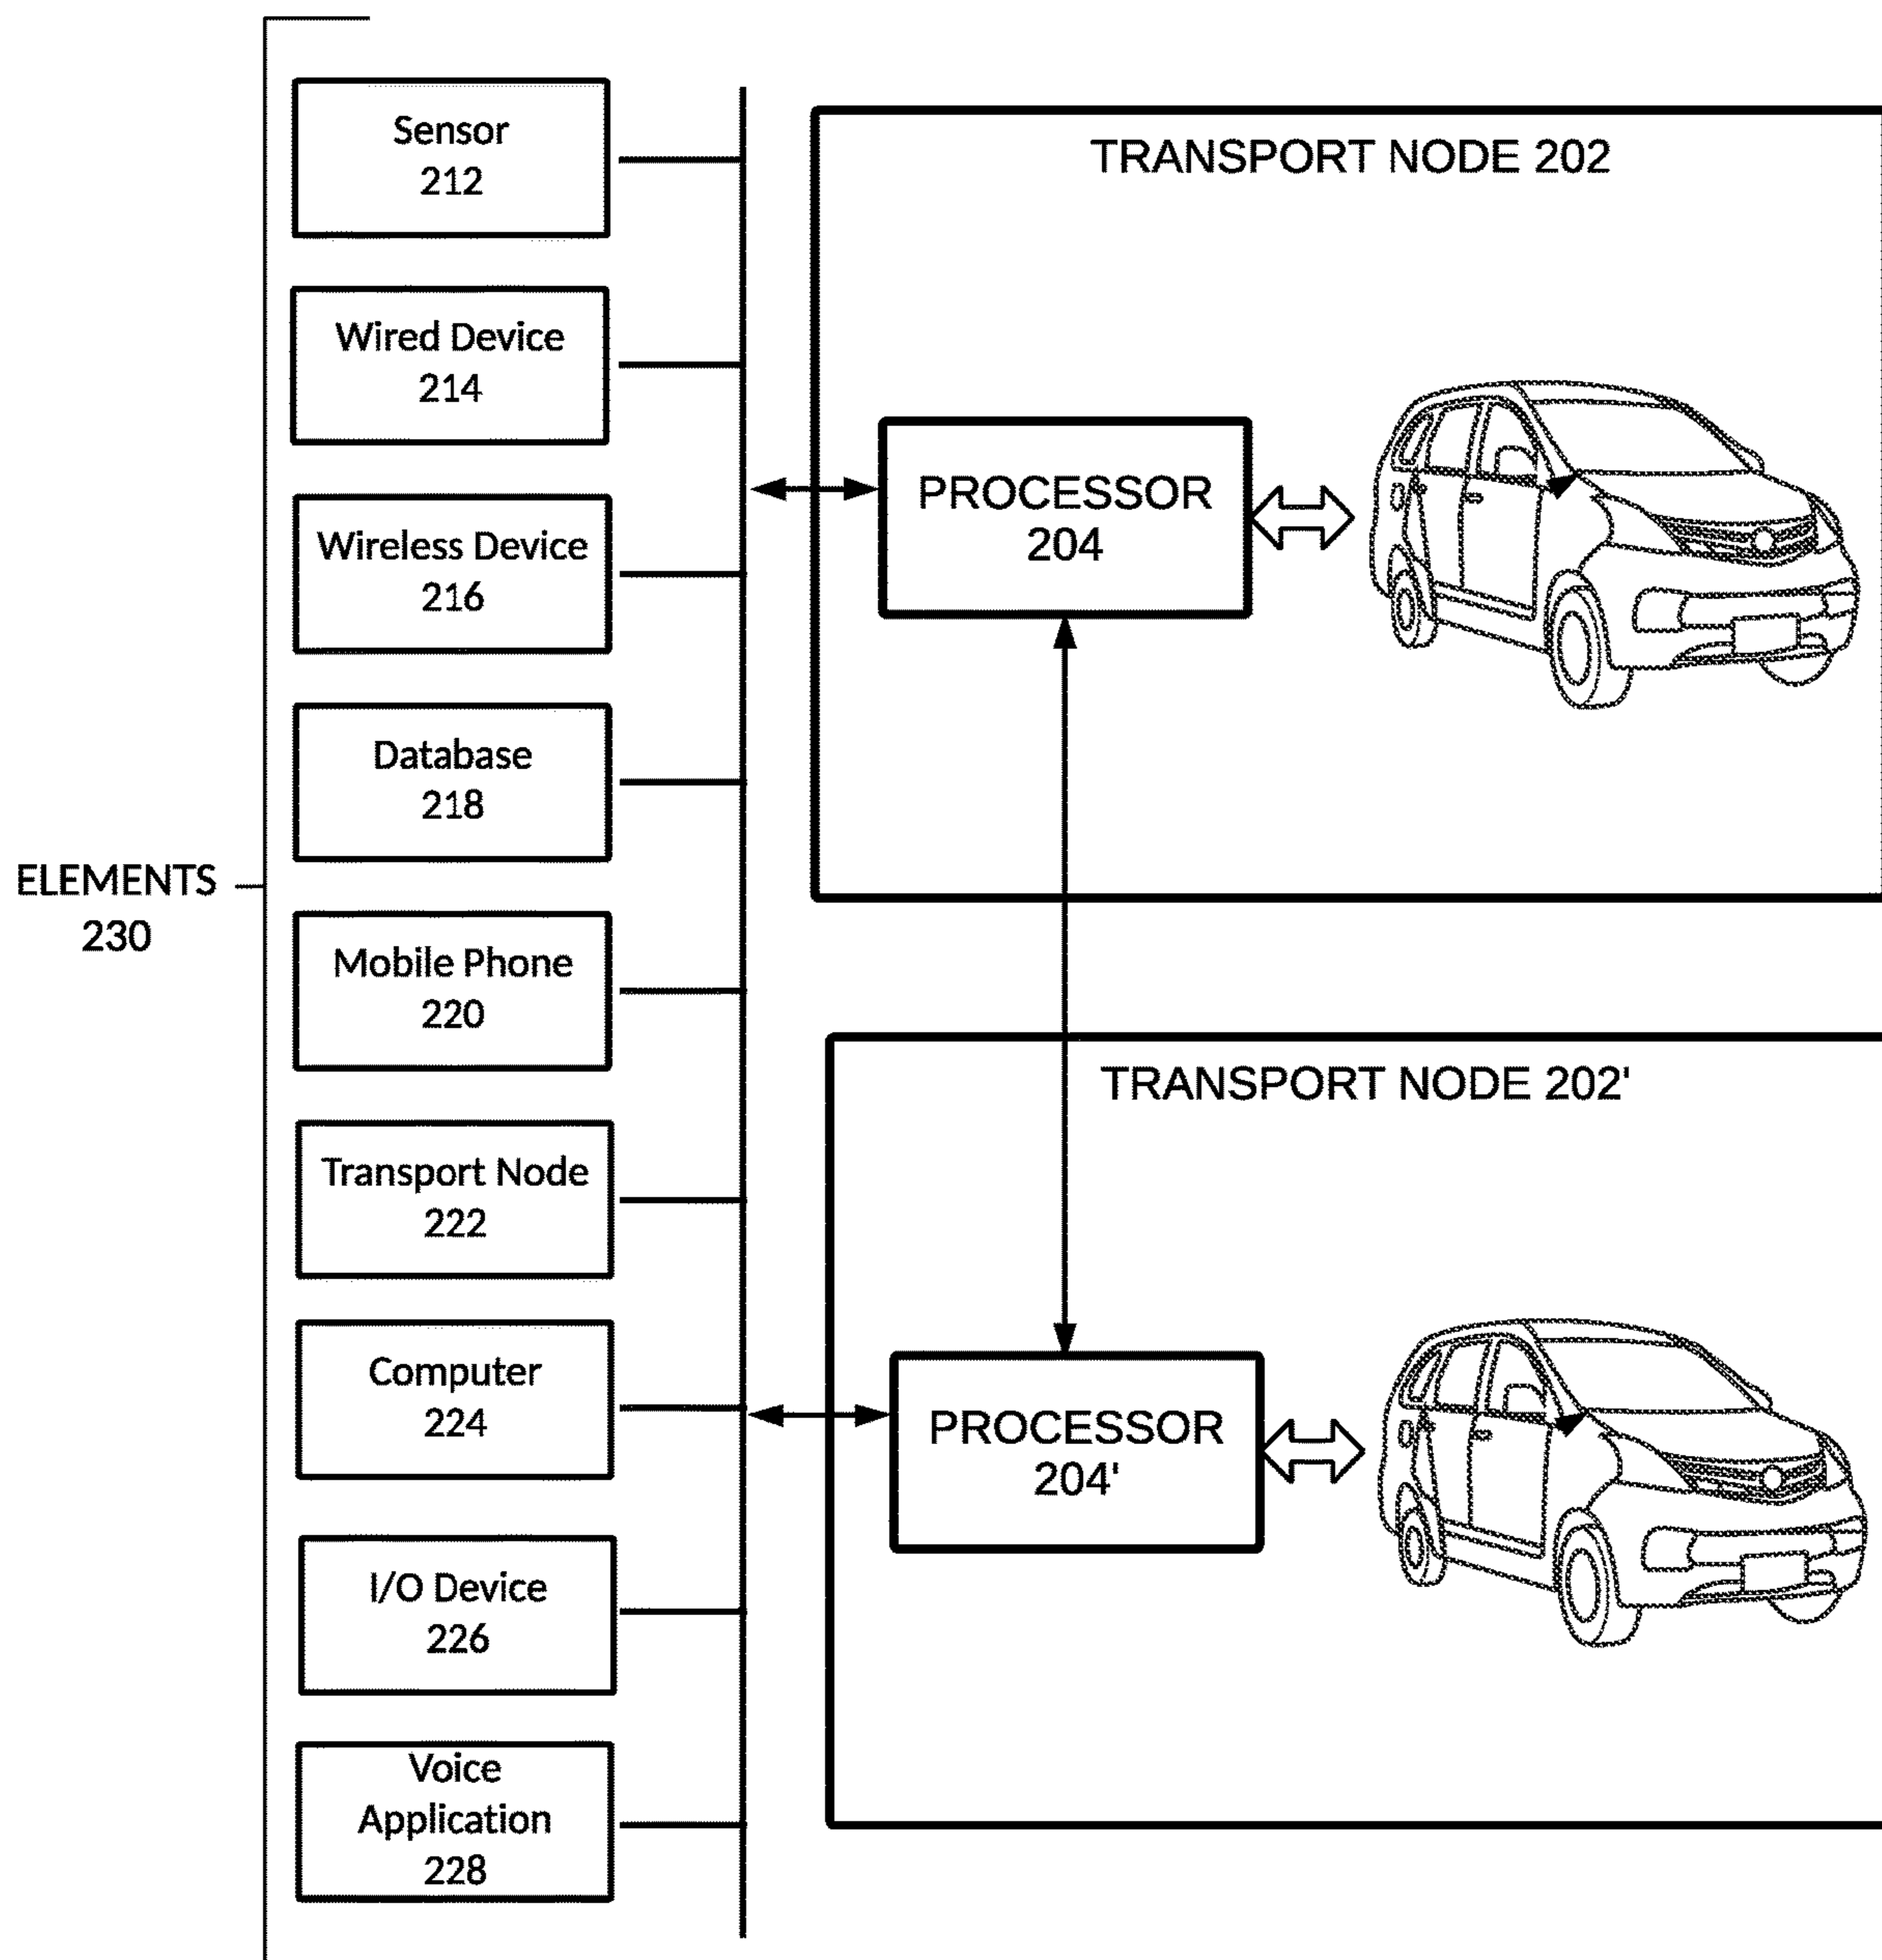 Sensor
212
Wired Device
214
Wireless Device
216
Database
218
ELEMENTS
230
Mobile Phone
220
Transport Node
222
Computer
224
I/O Device
226
Voice
Application
228
TRANSPORT NODE 202
PROCESSOR
204
TRANSPORT NODE 202'
PROCESSOR
204'